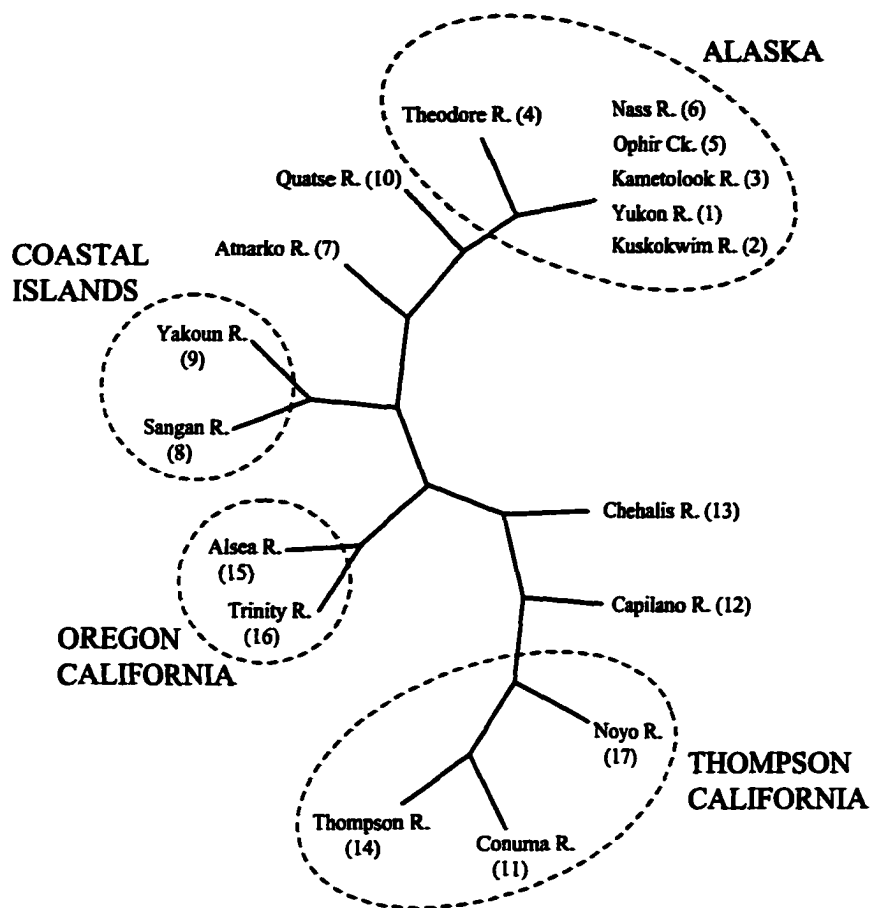 ALASKA
Theodore R. (4)
Nass R. (6)
Ophir Ck. (5)
Kametolook R. (3)
Yukon R. (1)
Kuskokwim R. (2)
Quatse R. (10)
Atnarko R. (7)
COASTAL
ISLANDS
Yakoun R.
(9)
Sangan R.
(8)
Chehalis R. (13)
Alsea R.
(15)
Trinity R.
(16)
Capilano R. (12)
OREGON
CALIFORNIA
Noyo R.
(17)
THOMPSON
CALIFORNIA
Thompson R.
(14)
Conuma R.
(11)